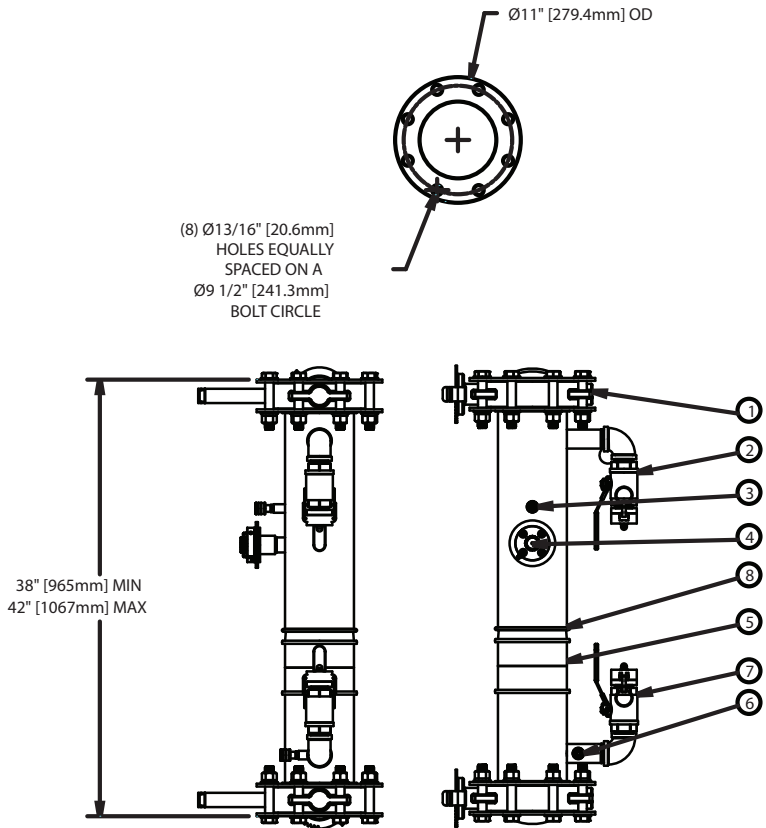 Ø11" [279.4mm] OD
(8) Ø13/16" [20.6mm]
HOLES EQUALLY
SPACED ON A
Ø9 1/2" [241.3mm]
BOLT CIRCLE
1
2
3
4
38" [965mm] MIN
42" [1067mm] MAX
8
5
7
6